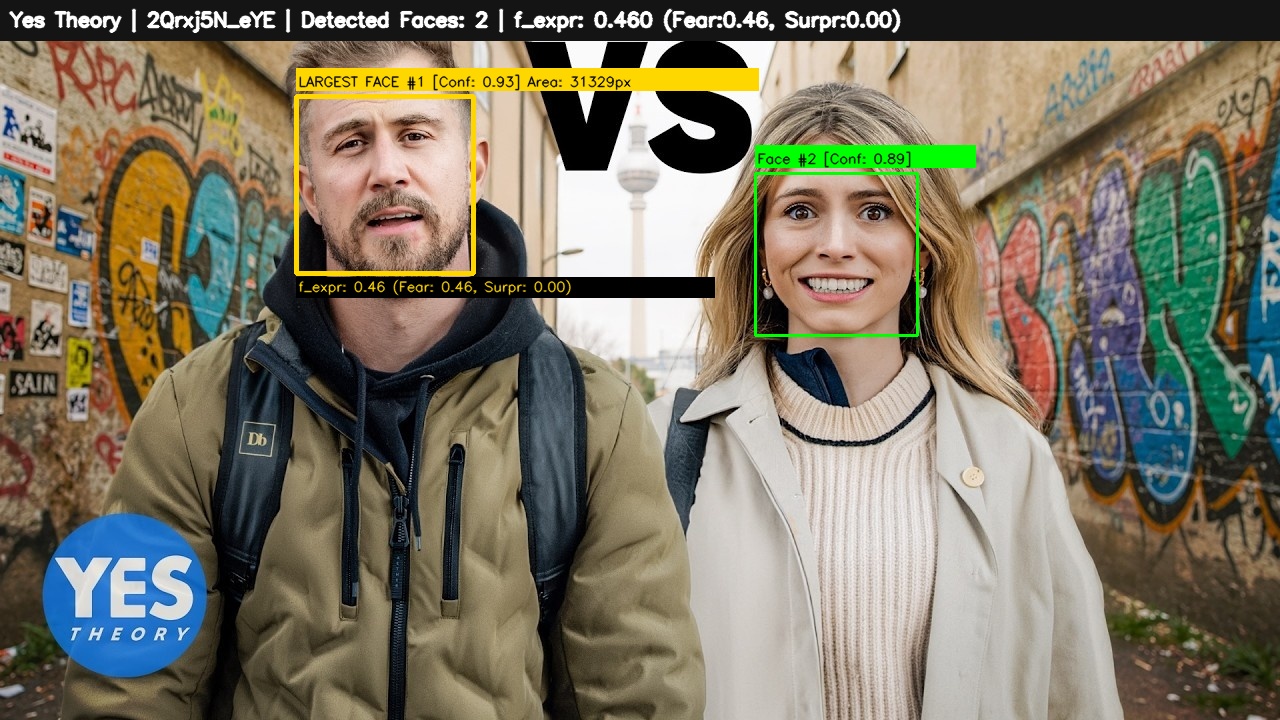 Yes Theory | 2Qrxj5N_eYE | Detected Faces: 2 | f_expr: 0.460 (Fear:0.46, Surpr:0.00)
VS
LARGEST FACE #1 [Conf: 0.93] Area: 31329px
Face #2 [Conf: 0.89]
f_expr: 0.46 (Fear: 0.46, Surpr: 0.00)
SAIN
Db
YES
THEORY